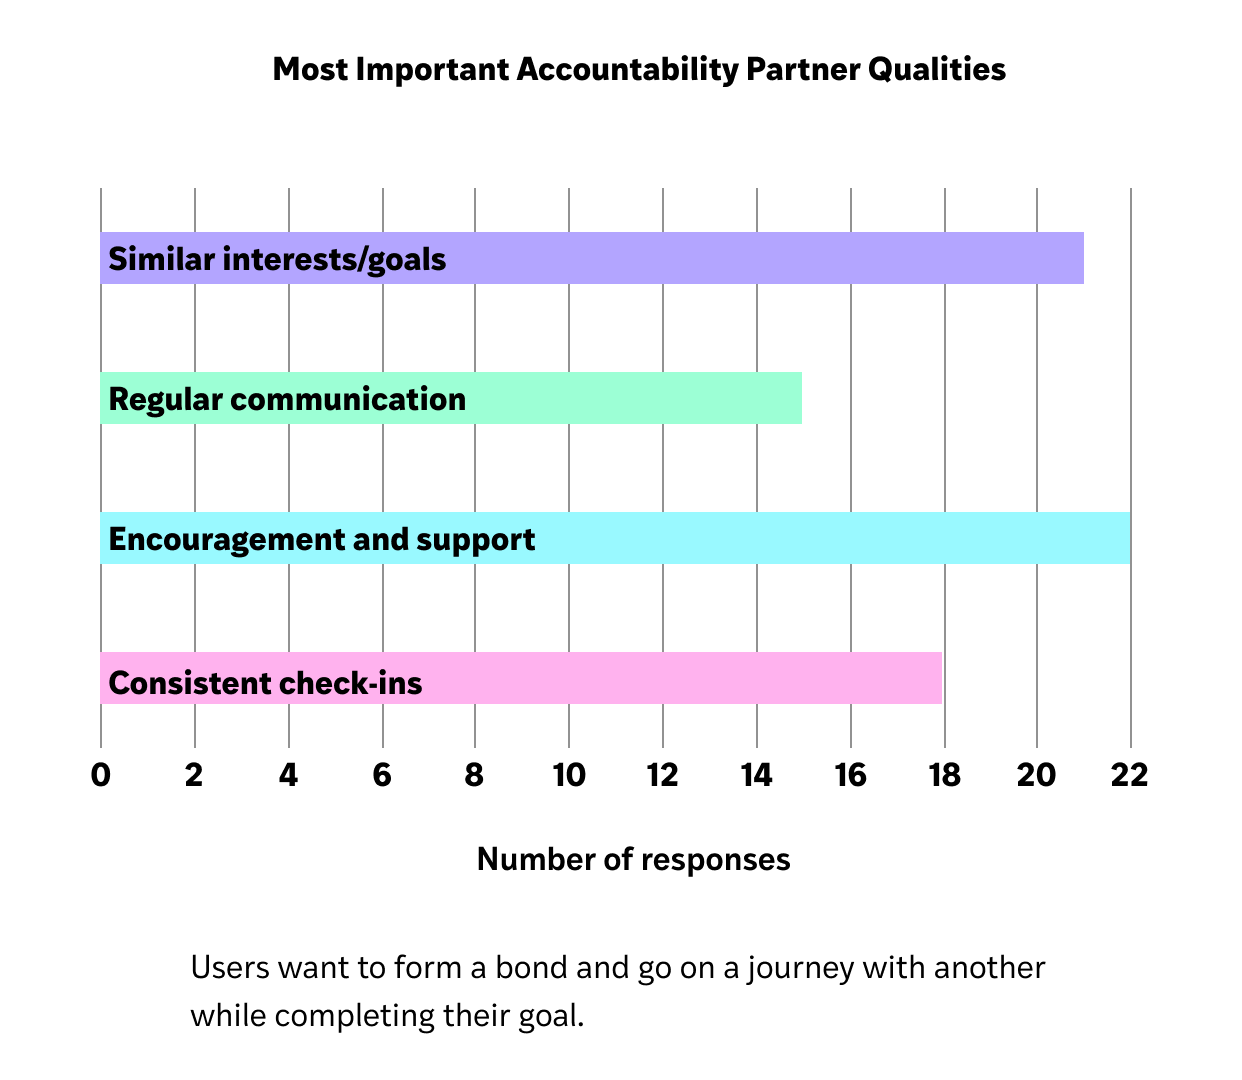 Most Important Accountability Partner Qualities
Similar interests/goals
Regular communication
Encouragement and support
Consistent check-ins
0 2 4 6 8 10 12 14 16 18 20 22
Number of responses
Users want to form a bond and go on a journey with another
while completing their goal.